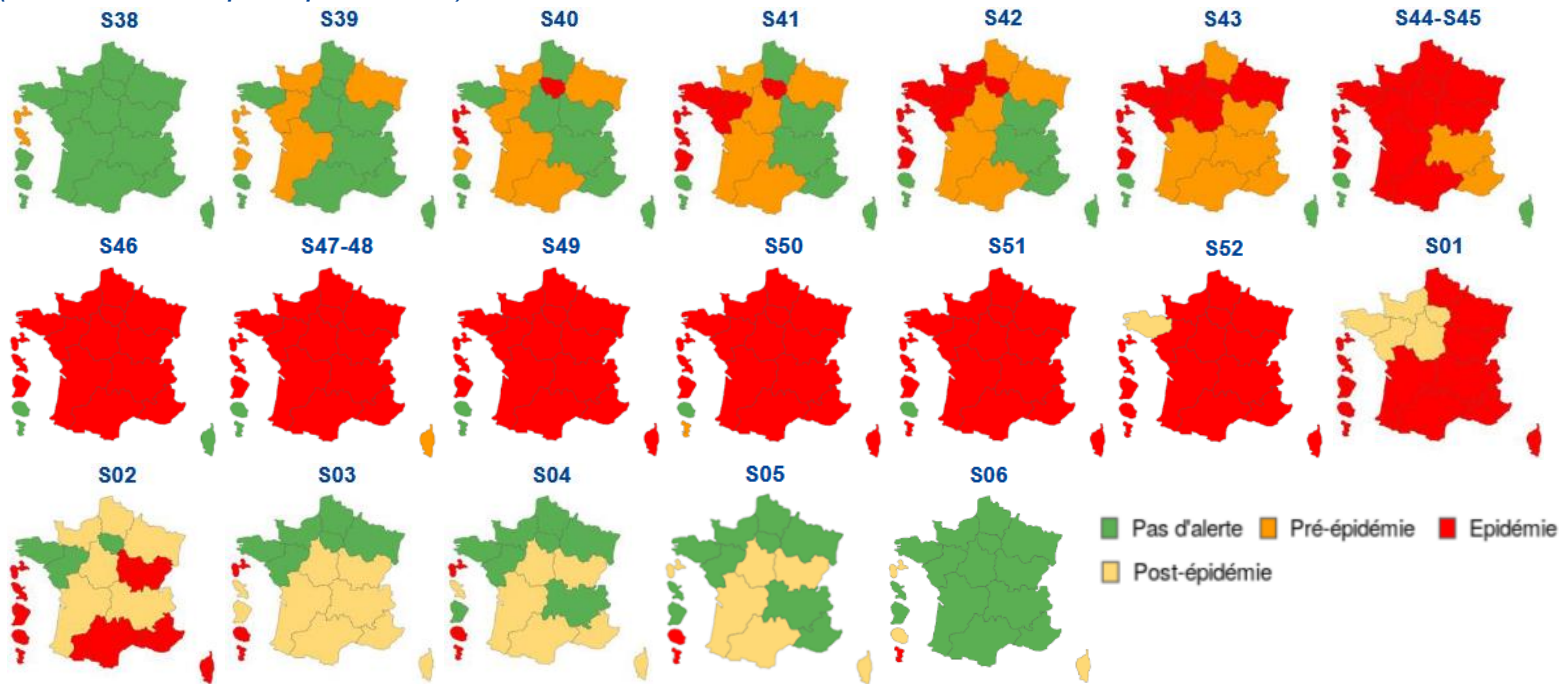 S38 S39 S40 S41 S42 S43 S44-S45
S46 S47-48 S49 S50 S51 S52 S01
S02 S03 S04 S05 S06
Pas d'alerte Pré-épidémie Epidémie
Post-épidémie